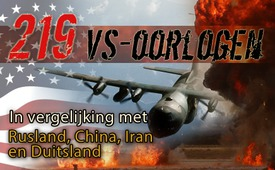 219 VS-OORLOGEN
In vergelijking met
Rusland, China, Iran
en Duitsland